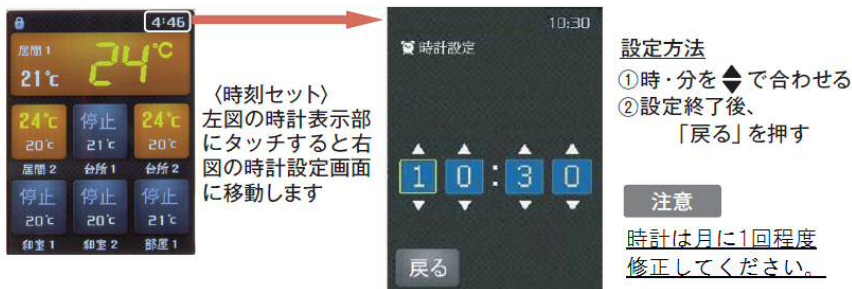 4:46
居間1
24℃
21℃
24℃
停止
24℃
20℃
21℃
20℃
居間2
台所1
台所2
停止
停止
停止
20℃
20℃
21℃
和室1
和室2
部屋1
〈時刻セット〉
左図の時計表示部
にタッチすると右
図の時計設定画面
に移動します
10:30
時計設定
10:30
戻る
設定方法
①時・分を◆で合わせる
②設定終了後、
「戻る」を押す
注意
時計は月に1回程度
修正してください。